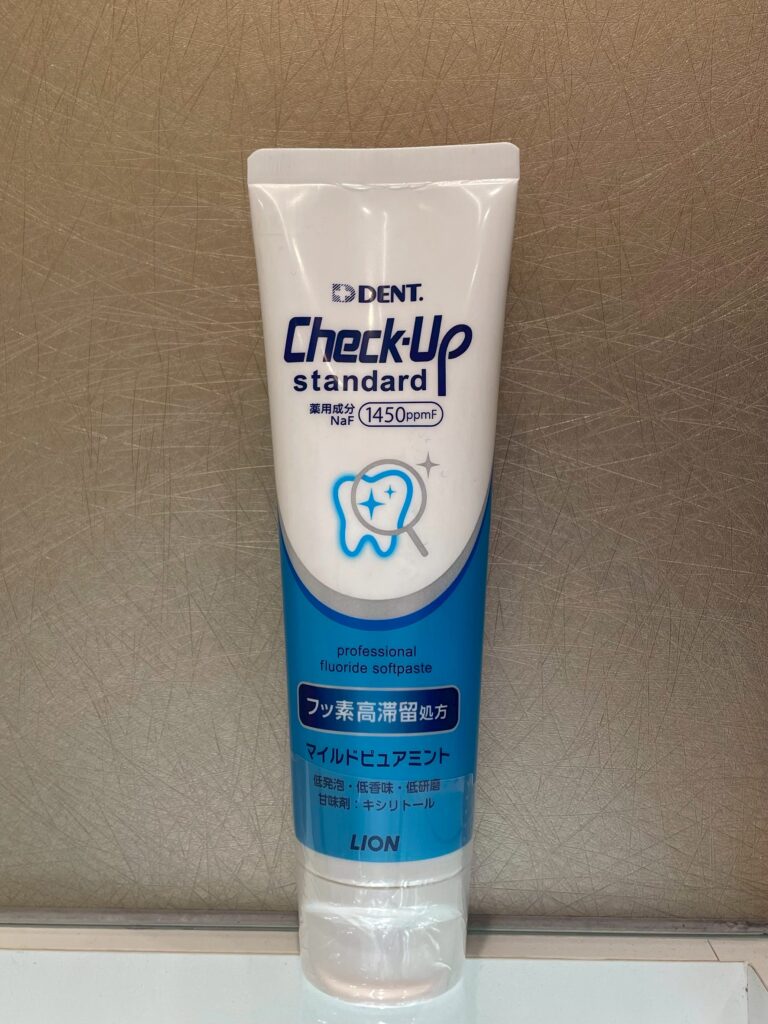 DENT.
Check-Up
standard
薬用成分
NaF 1450ppmF
professional
fluoride softpaste
フッ素高滞留処方
マイルドピュアミント
低発泡・低香味・低研磨
甘味剤：キシリトール
LION